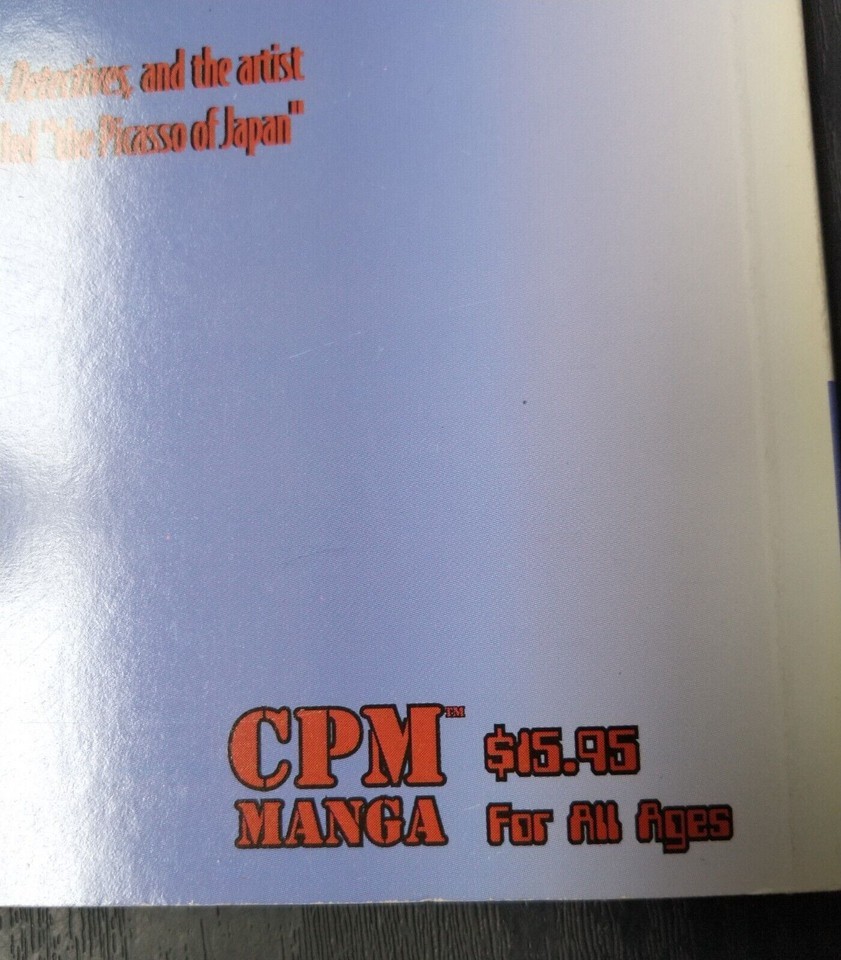 Detectives, and the artist
"the Picasso of Japan"
CPM™
MANGA
$15.95
For All Ages